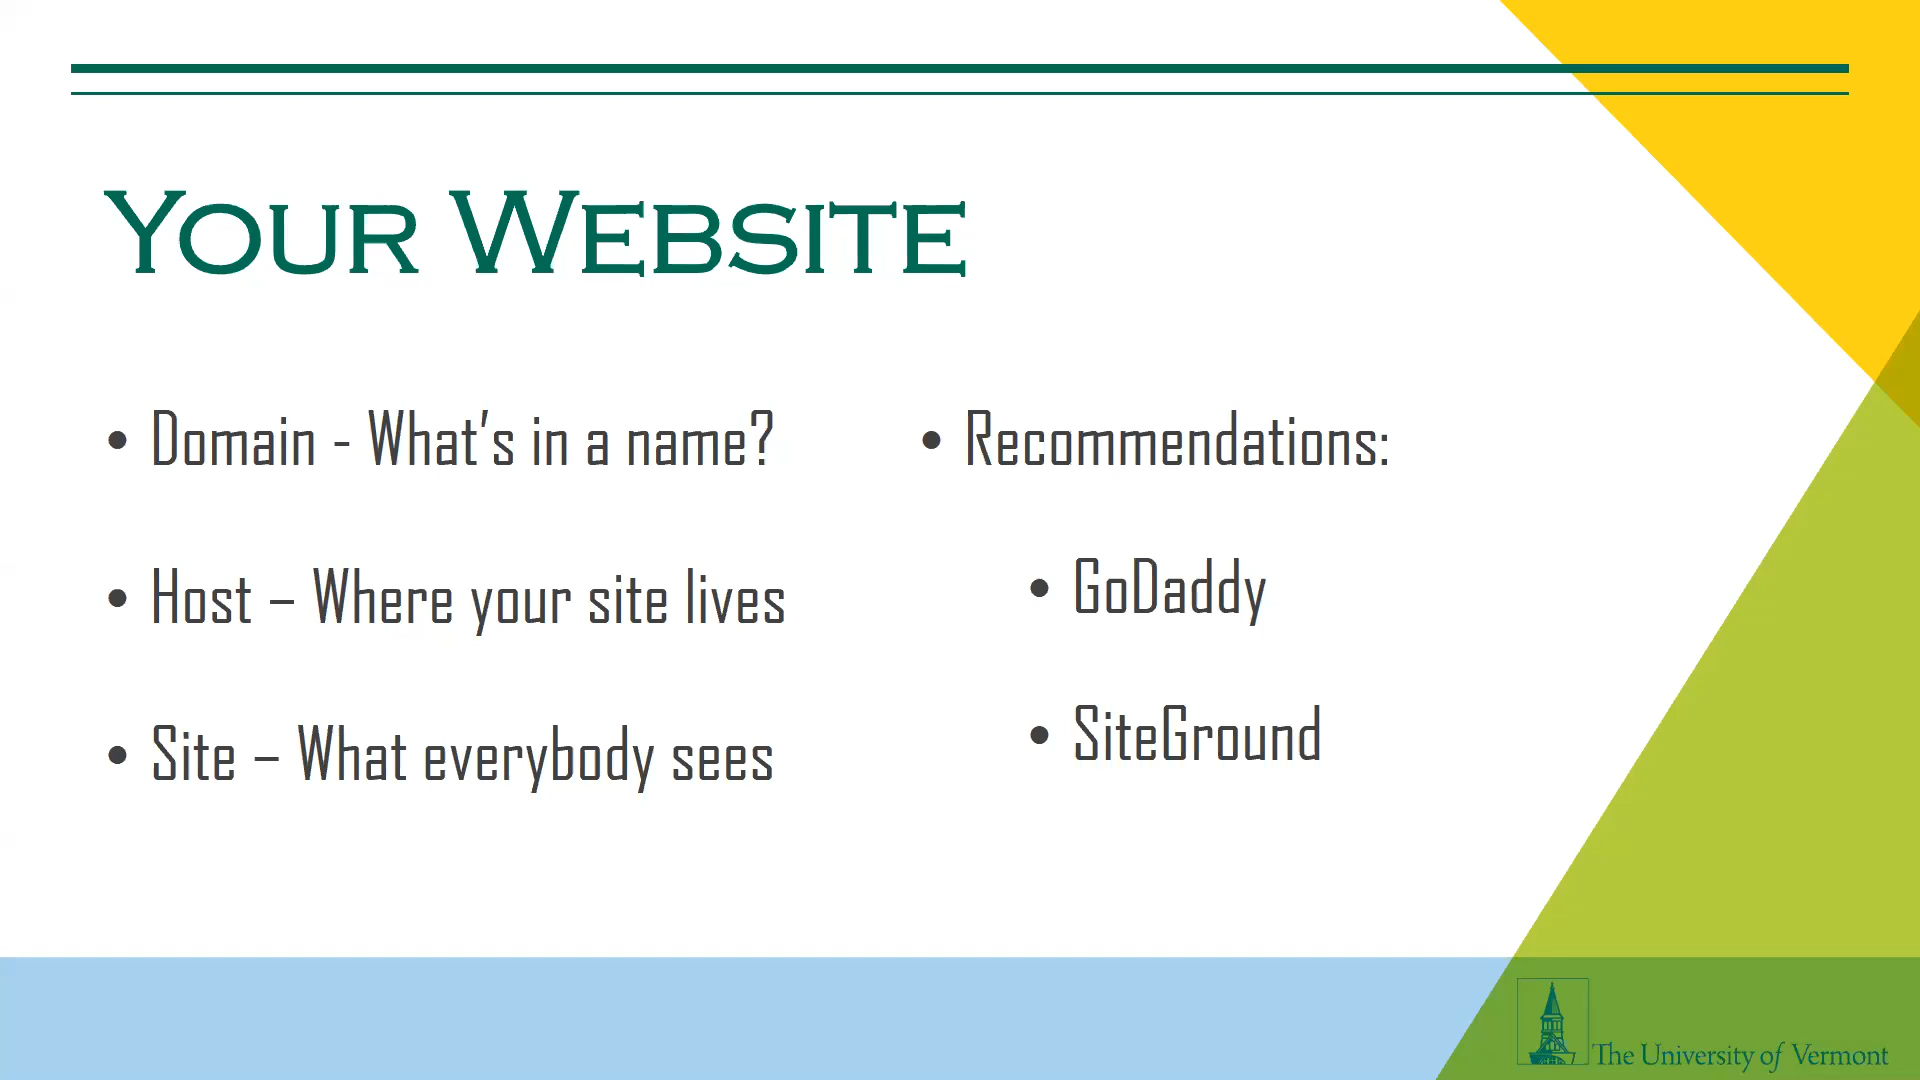 Your Website
• Domain - What's in a name?
• Host – Where your site lives
• Site – What everybody sees
• Recommendations:
• GoDaddy
• SiteGround
The University of Vermont